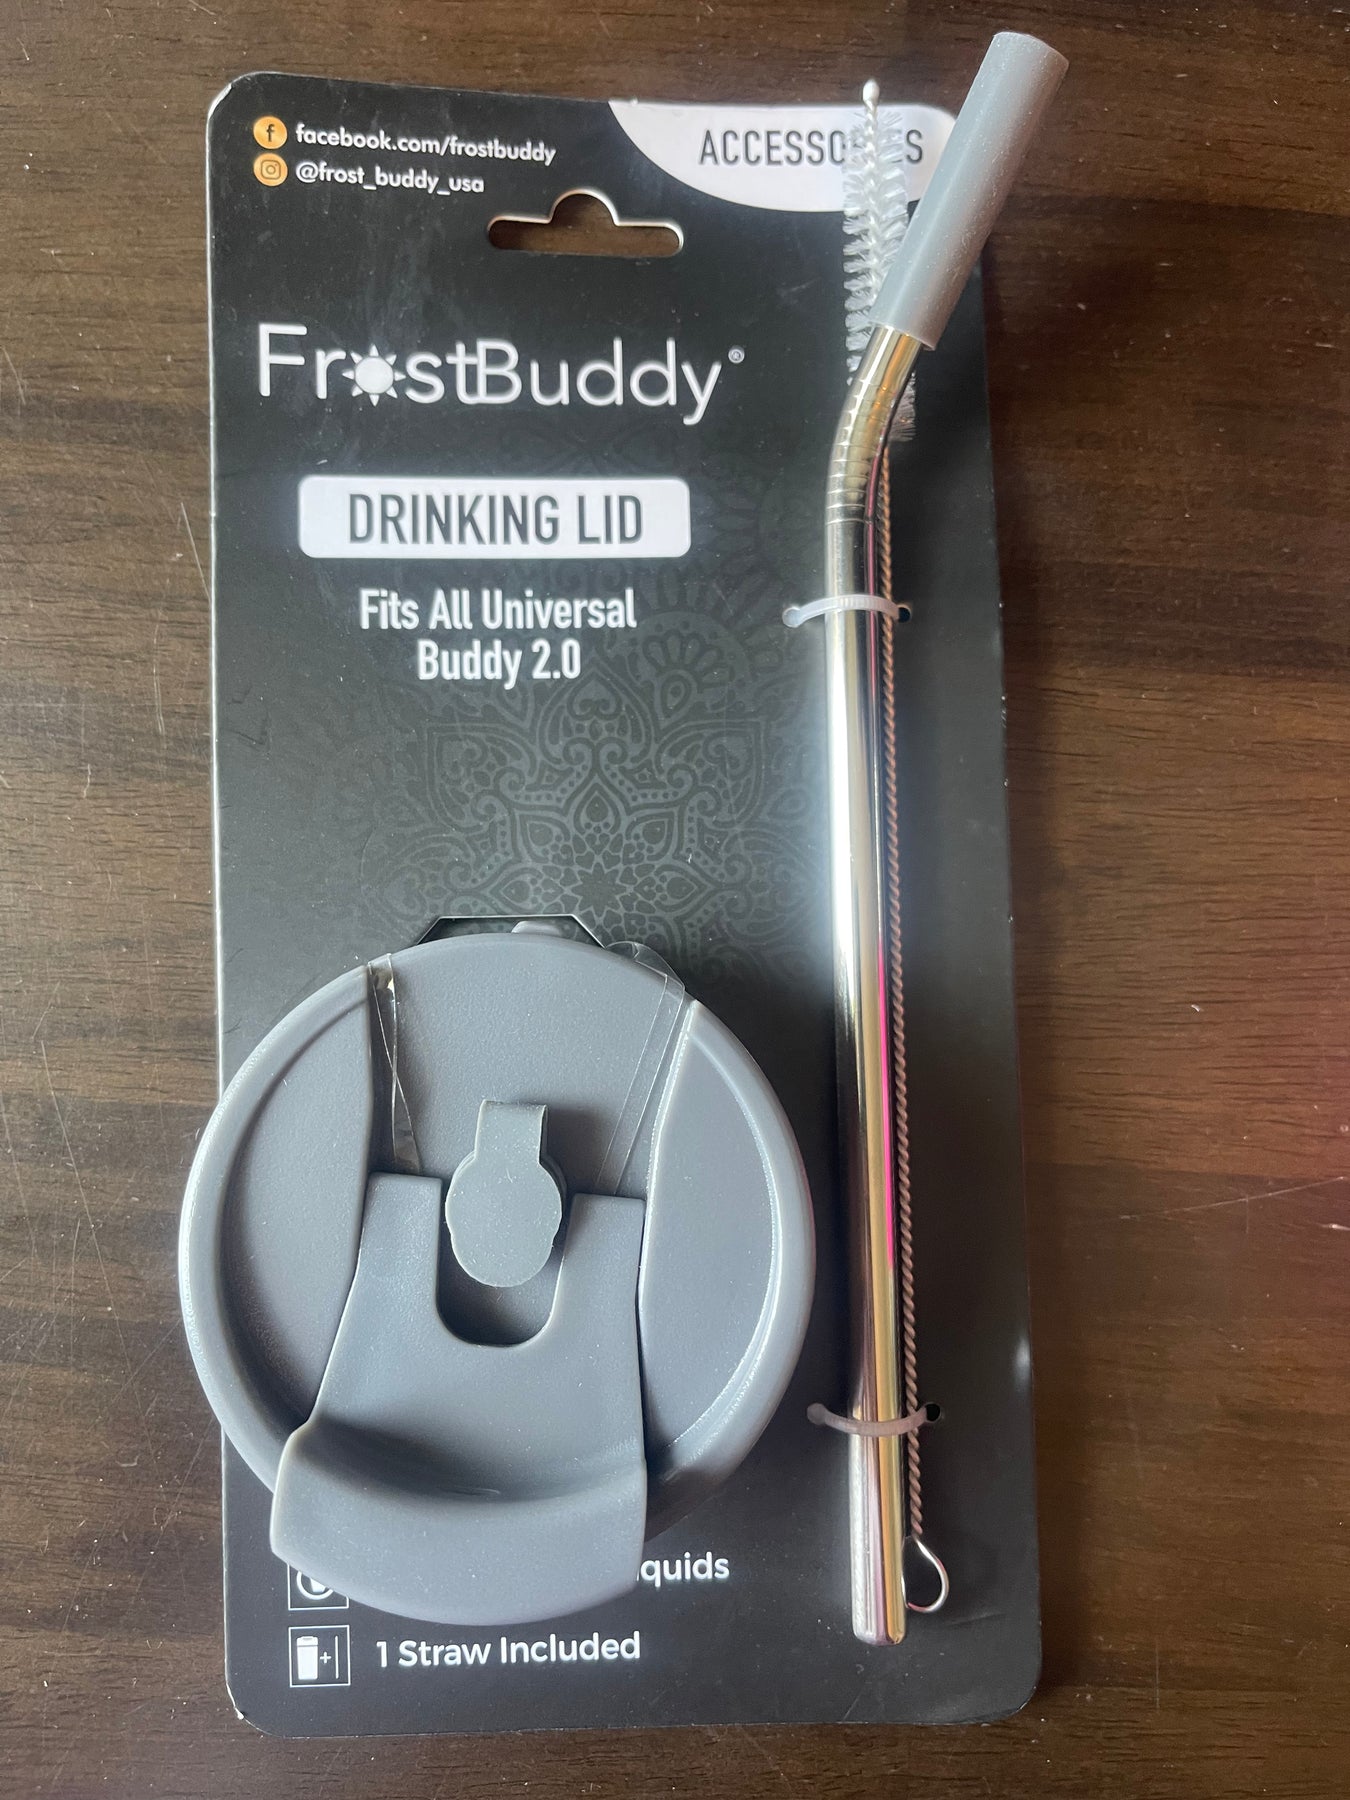 facebook.com/frostbuddy
@frost_buddy_usa
FrostBuddy®
DRINKING LID
Fits All Universal
Buddy 2.0
1 Straw Included